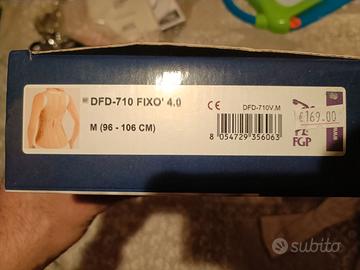 DFD-710 FIXO' 4.0
M (96 - 106 CM)
CE
DFD-710V.M
8 054729 356063
€169.00
FGP
subito